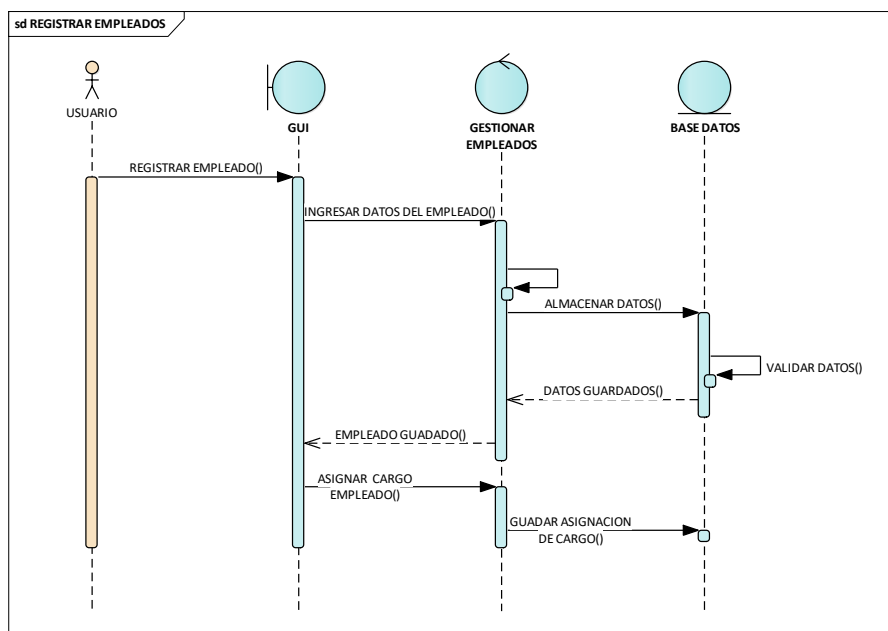 sd REGISTRAR EMPLEADOS
USUARIO
GUI
GESTIONAR
EMPLEADOS
BASE DATOS
REGISTRAR EMPLEADO()
INGRESAR DATOS DEL EMPLEADO()
ALMACENAR DATOS()
VALIDAR DATOS()
DATOS GUARDADOS()
EMPLEADO GUADADO()
ASIGNAR CARGO
EMPLEADO()
GUADAR ASIGNACION
DE CARGO()